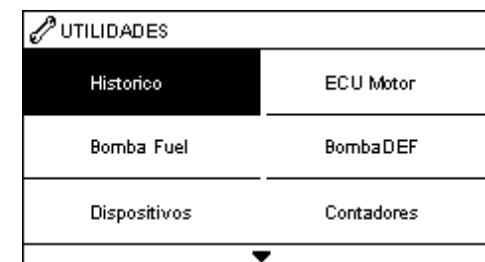 UTILIDADES
Historico ECU Motor
Bomba Fuel BombaDEF
Dispositivos Contadores